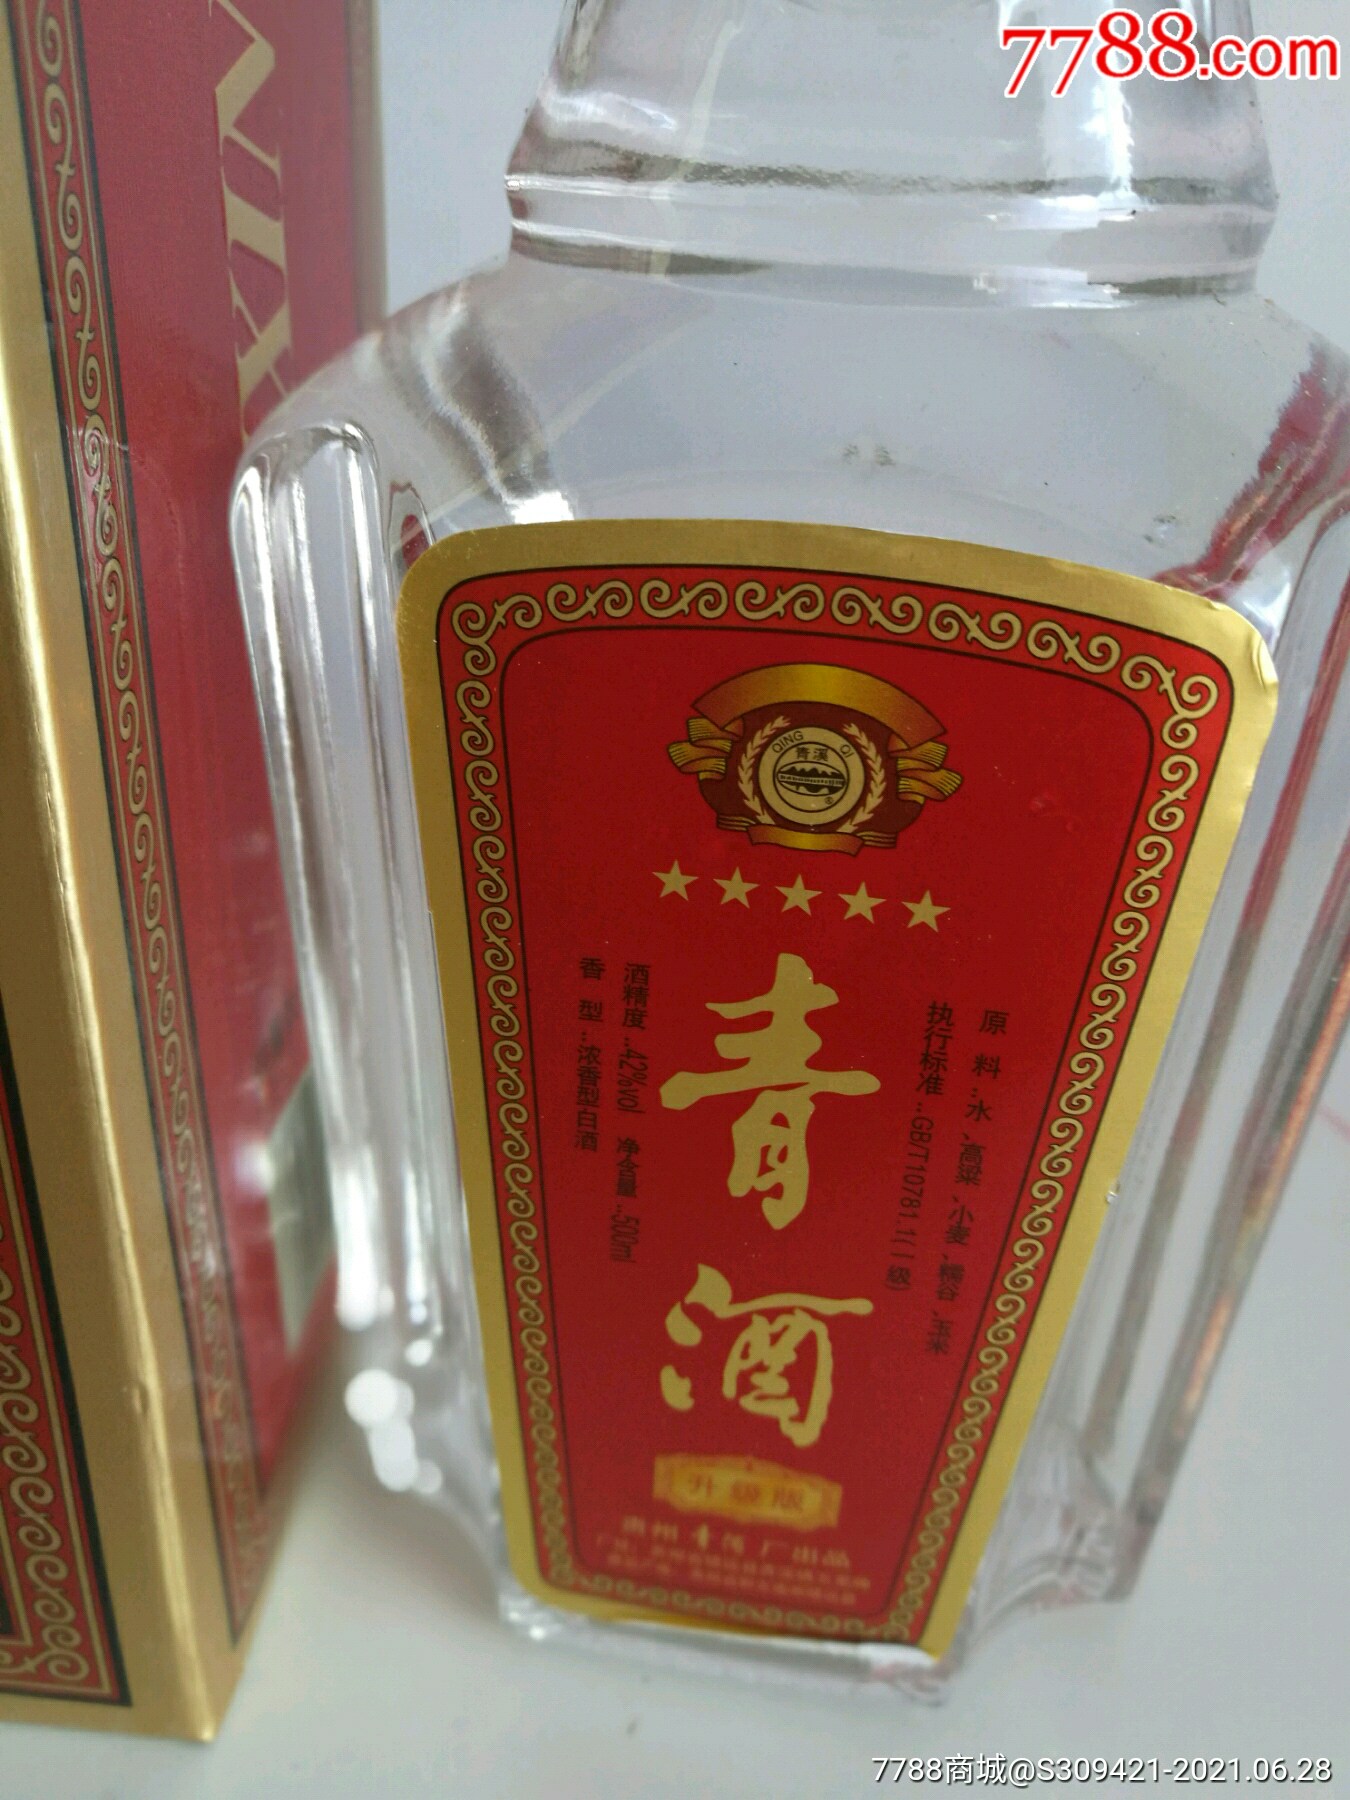 7788.com
QING QI
青溪
®
原料:水、高粱、小麦、糯谷、玉米
执行标准:GB/T10781.1(Ⅰ級)
青酒
酒精度:42%vol 净含量:500ml
香型:浓香型白酒
升級版
贵州青酒厂出品
7788商城@S309421-2021.06.28